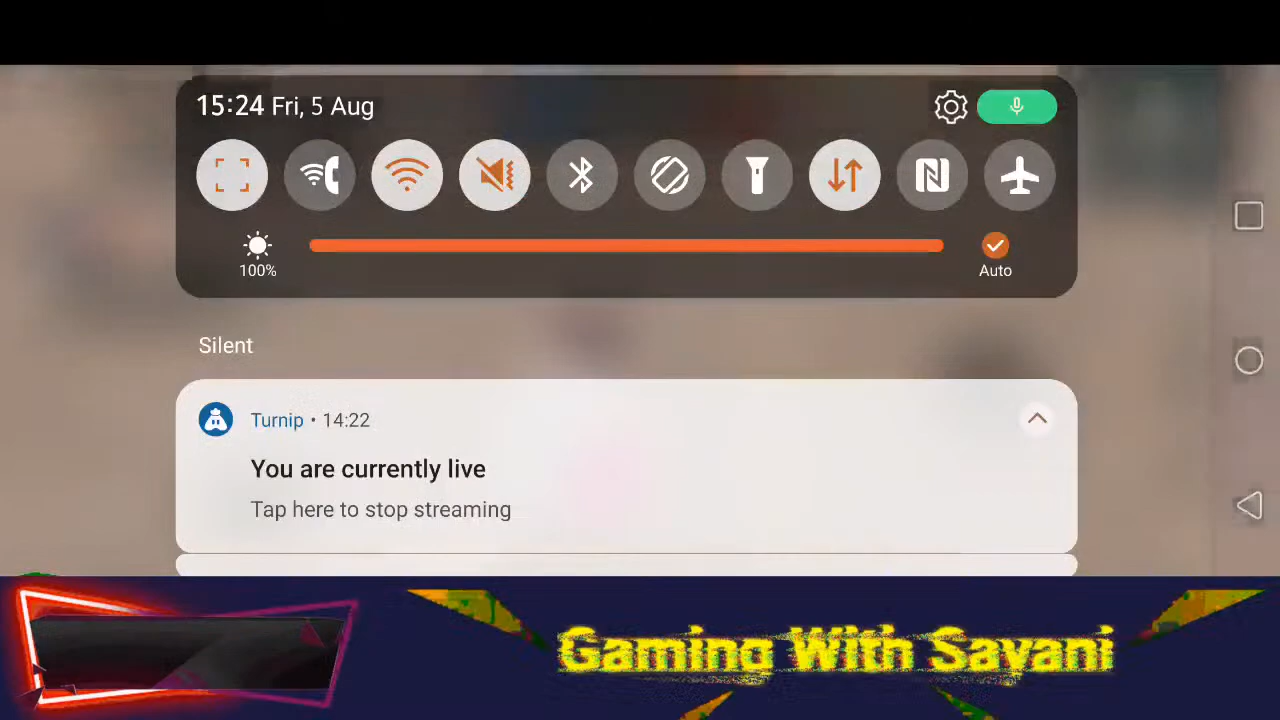 15:24 Fri, 5 Aug
100%
Auto
Silent
Turnip • 14:22
You are currently live
Tap here to stop streaming
Gaming With Savani